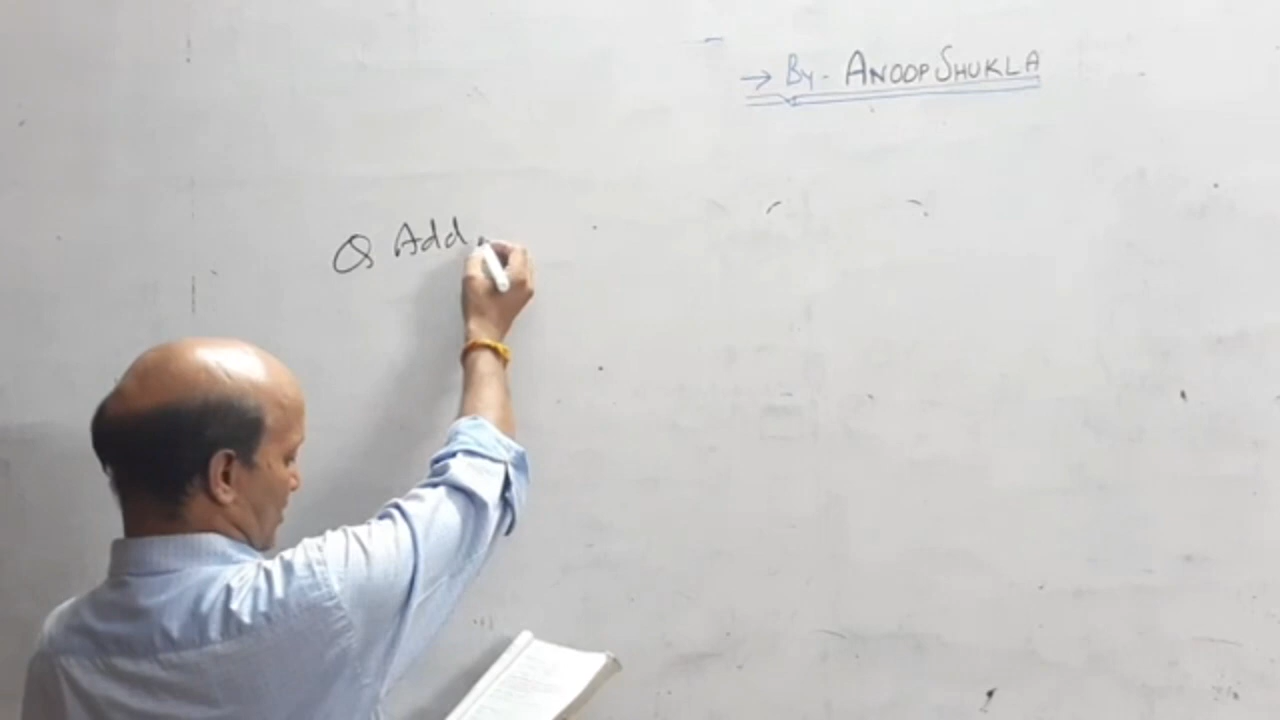 → By - ANOOP SHUKLA
Q Add